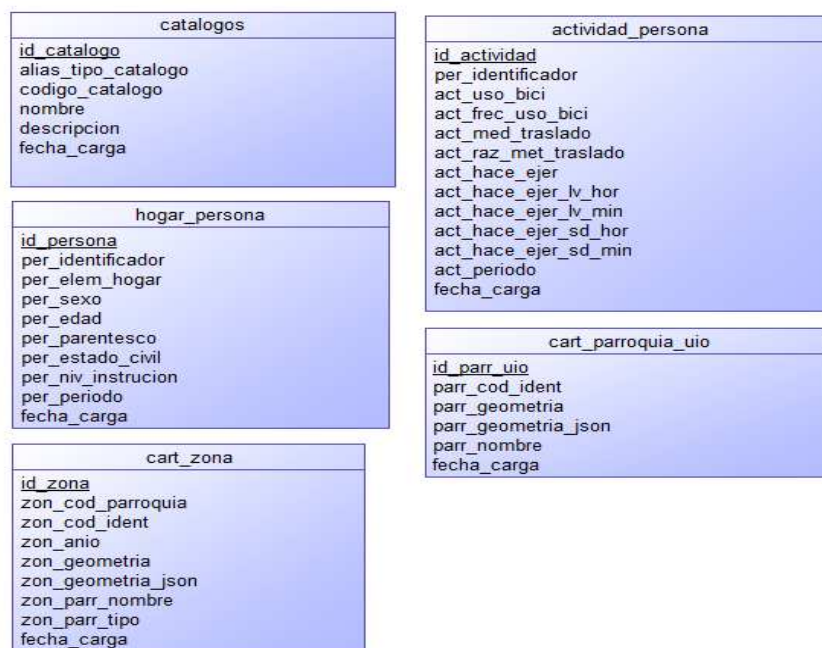 catalogos
id_catalogo
alias_tipo_catalogo
codigo_catalogo
nombre
descripcion
fecha_carga
hogar_persona
id_persona
per_identificador
per_elem_hogar
per_sexo
per_edad
per_parentesco
per_estado_civil
per_niv_instrucion
per_periodo
fecha_carga
cart_zona
id_zona
zon_cod_parroquia
zon_cod_ident
zon_anio
zon_geometria
zon_geometria_json
zon_parr_nombre
zon_parr_tipo
fecha_carga
actividad_persona
id_actividad
per_identificador
act_uso_bici
act_frec_uso_bici
act_med_traslado
act_raz_met_traslado
act_hace_ejer
act_hace_ejer_lv_hor
act_hace_ejer_lv_min
act_hace_ejer_sd_hor
act_hace_ejer_sd_min
act_periodo
fecha_carga
cart_parroquia_uio
id_parr_uio
parr_cod_ident
parr_geometria
parr_geometria_json
parr_nombre
fecha_carga